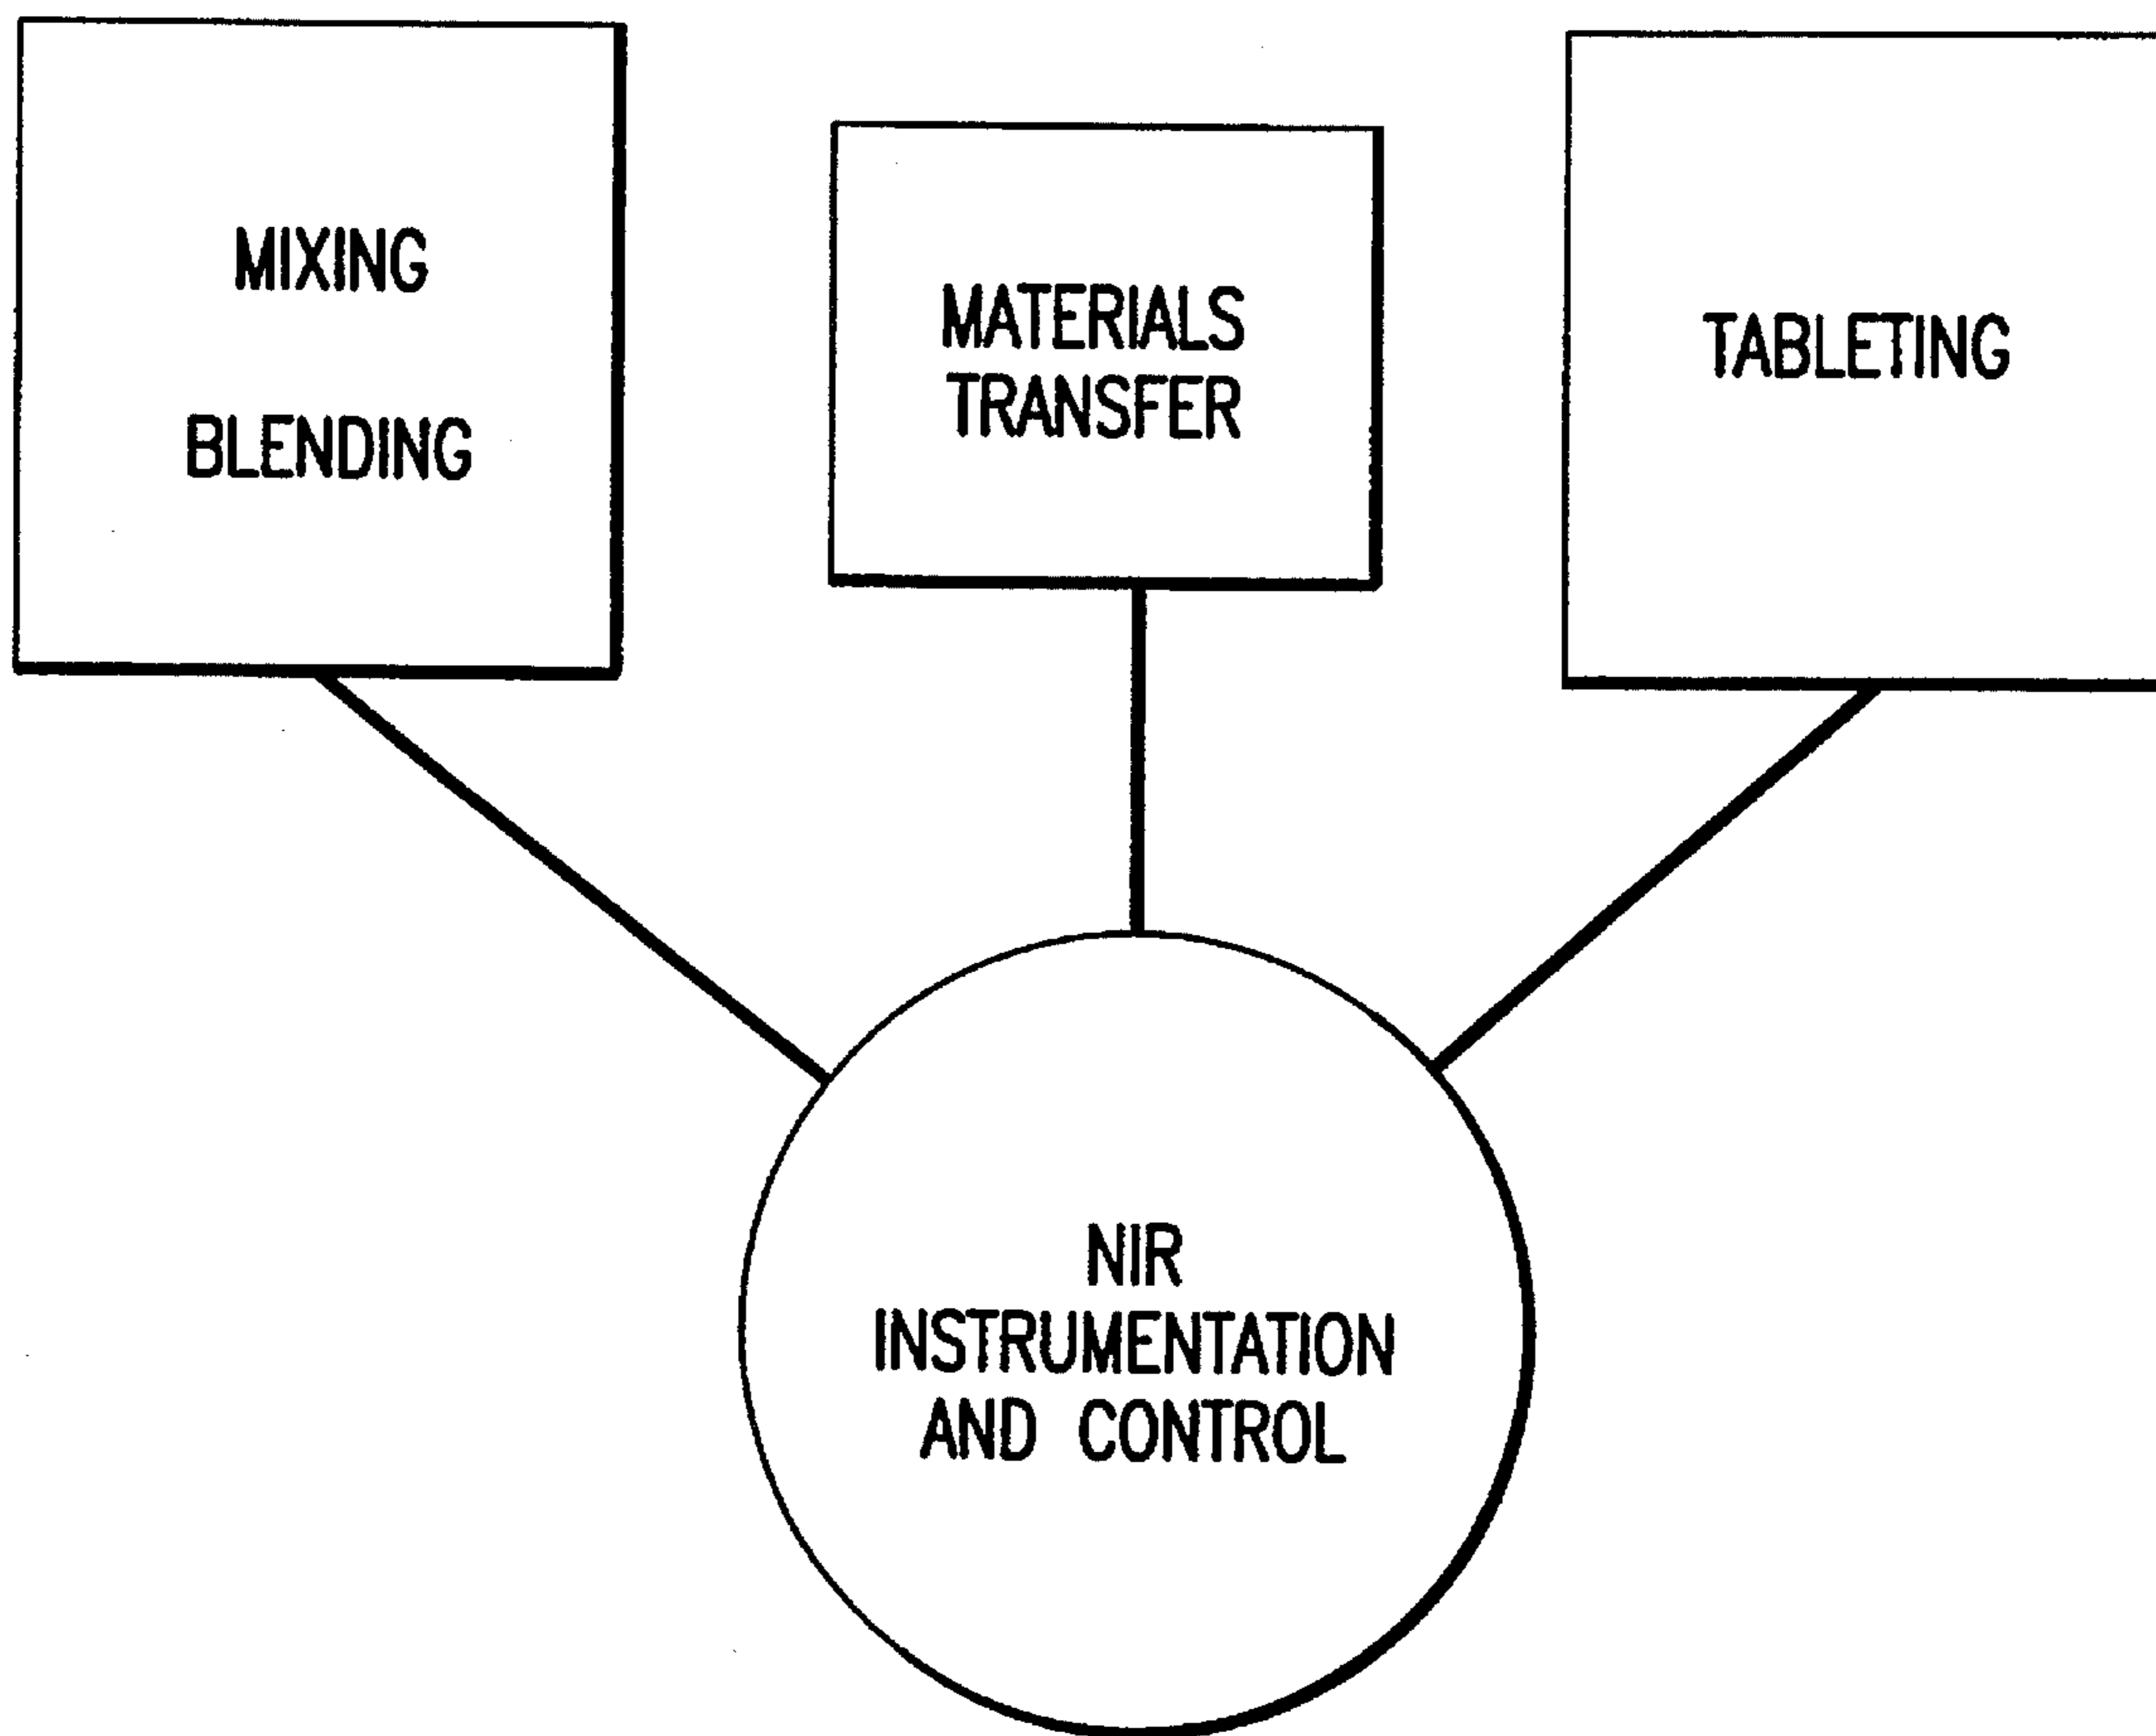 MIXING
BLENDING
MATERIALS
TRANSFER
TABLETING
NIR
INSTRUMENTATION
AND CONTROL